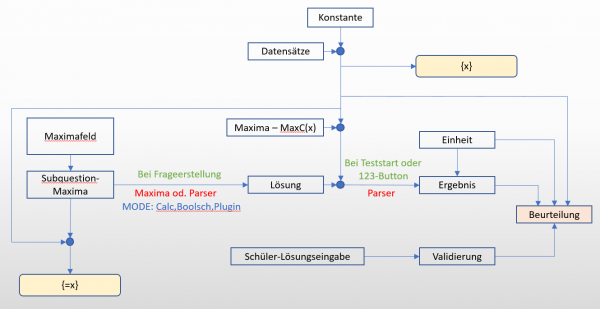 Konstante
Datensätze
{x}
Maxima – MaxC(x)
Maximafeld
Einheit
Bei Teststart oder
123-Button
Bei Frageerstellung
Subquestion-
Maxima
Lösung
Ergebnis
Maxima od. Parser
Parser
MODE: Calc,Boolsch,Plugin
Beurteilung
Schüler-Lösungseingabe
Validierung
{=x}